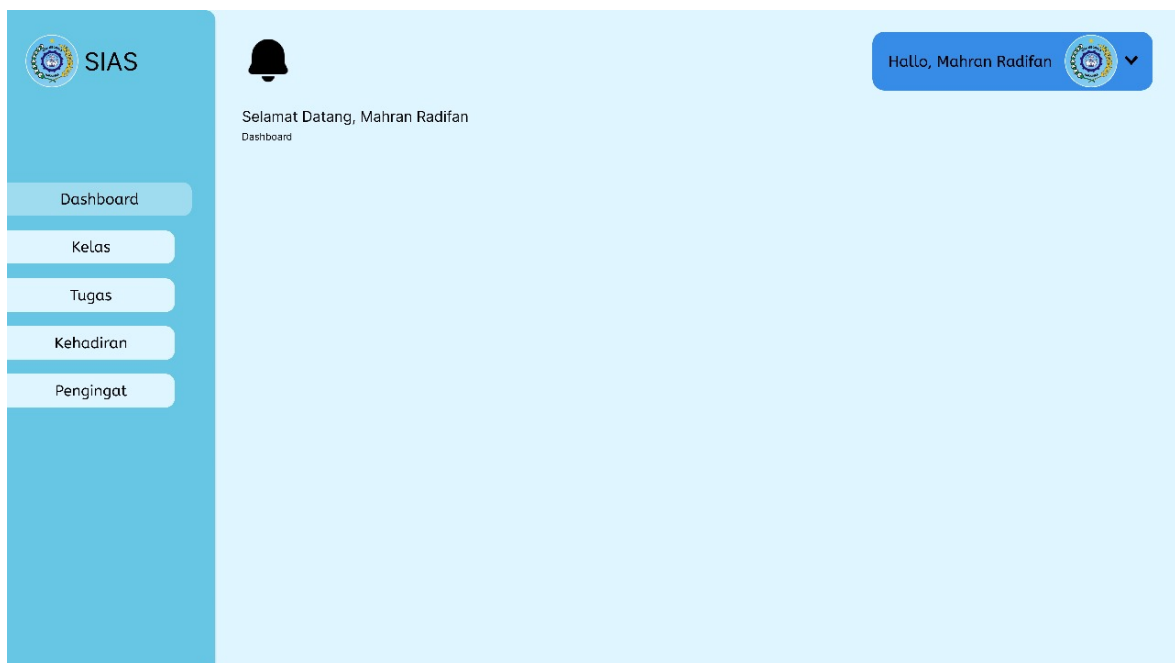 SIAS
Hallo, Mahran Radifan
Selamat Datang, Mahran Radifan
Dashboard
Dashboard
Kelas
Tugas
Kehadiran
Pengingat